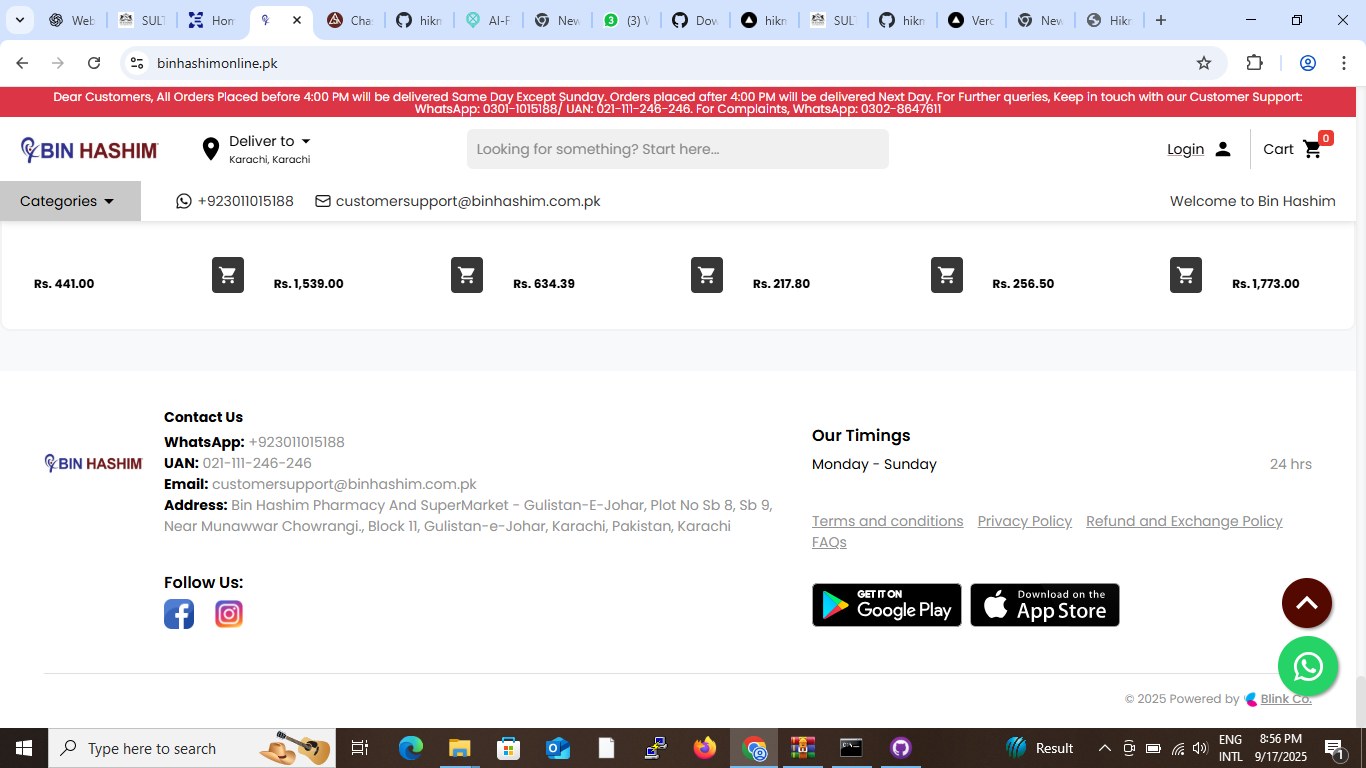 Web
SULT
Hom
Cha
hikn
AI-F
New
(3) V
Dow
hikn
SULT
hikn
Verc
New
Hikr
binhashimonline.pk
Dear Customers, All Orders Placed before 4:00 PM will be delivered Same Day Except Sunday. Orders placed after 4:00 PM will be delivered Next Day. For Further queries, Keep in touch with our Customer Support:
WhatsApp: 0301-1015188/ UAN: 021-111-246-246. For Complaints, WhatsApp: 0302-8647611
BIN HASHIM
Deliver to
Karachi, Karachi
Looking for something? Start here...
Login
Cart
0
Categories
+923011015188
customersupport@binhashim.com.pk
Welcome to Bin Hashim
Rs. 441.00
Rs. 1,539.00
Rs. 634.39
Rs. 217.80
Rs. 256.50
Rs. 1,773.00
BIN HASHIM
Contact Us
WhatsApp: +923011015188
UAN: 021-111-246-246
Email: customersupport@binhashim.com.pk
Address: Bin Hashim Pharmacy And SuperMarket - Gulistan-E-Johar, Plot No Sb 8, Sb 9,
Near Munawwar Chowrangi., Block 11, Gulistan-e-Johar, Karachi, Pakistan, Karachi
Follow Us:
Our Timings
Monday - Sunday
24 hrs
Terms and conditions
Privacy Policy
Refund and Exchange Policy
FAQs
GET IT ON
Google Play
Download on the
App Store
© 2025 Powered by Blink Co.
Type here to search
Result
ENG
INTL
8:56 PM
9/17/2025
1